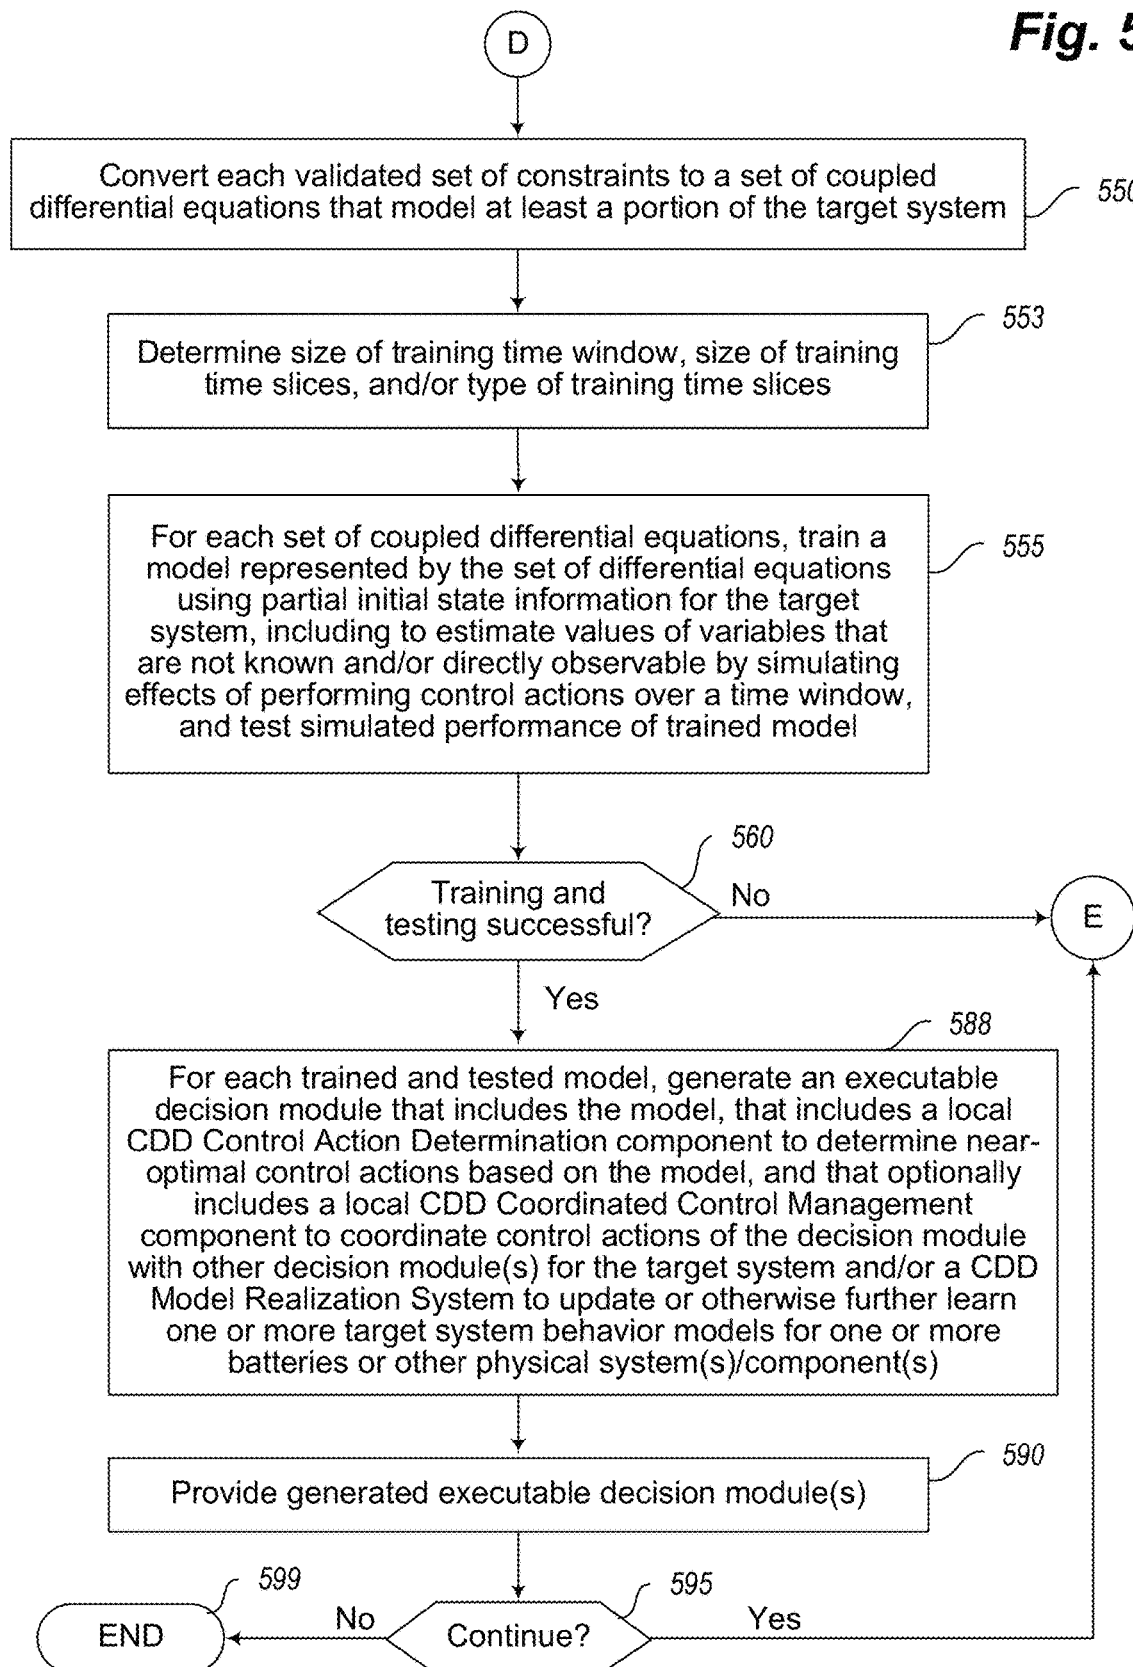 Fig. 5
D
Convert each validated set of constraints to a set of coupled
differential equations that model at least a portion of the target system
550
553
Determine size of training time window, size of training
time slices, and/or type of training time slices
555
For each set of coupled differential equations, train a
model represented by the set of differential equations
using partial initial state information for the target
system, including to estimate values of variables that
are not known and/or directly observable by simulating
effects of performing control actions over a time window,
and test simulated performance of trained model
560
Training and
testing successful?
No
E
Yes
588
For each trained and tested model, generate an executable
decision module that includes the model, that includes a local
CDD Control Action Determination component to determine near-
optimal control actions based on the model, and that optionally
includes a local CDD Coordinated Control Management
component to coordinate control actions of the decision module
with other decision module(s) for the target system and/or a CDD
Model Realization System to update or otherwise further learn
one or more target system behavior models for one or more
batteries or other physical system(s)/component(s)
590
Provide generated executable decision module(s)
599
END
No
595
Continue?
Yes